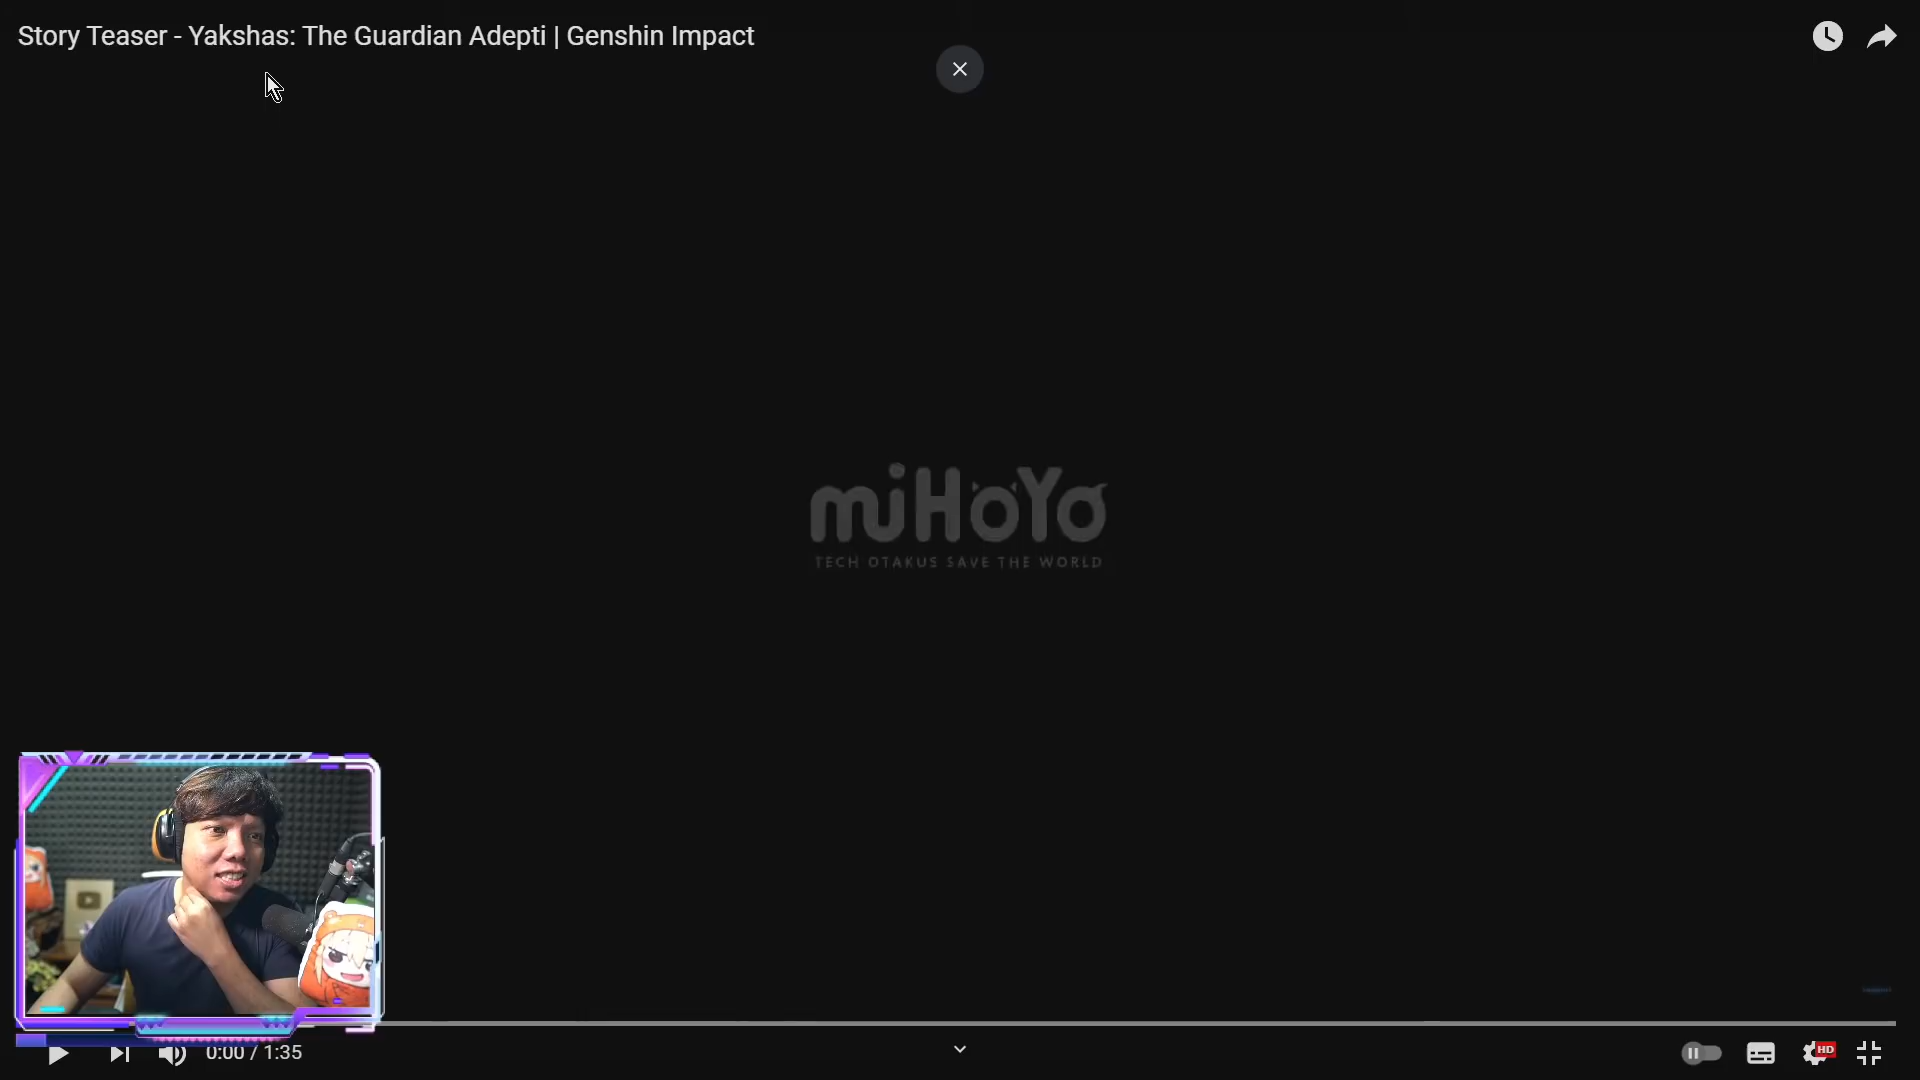 Story Teaser - Yakshas: The Guardian Adepti | Genshin Impact
miHoYo
TECH OTAKUS SAVE THE WORLD
0:00 / 1:35
HD